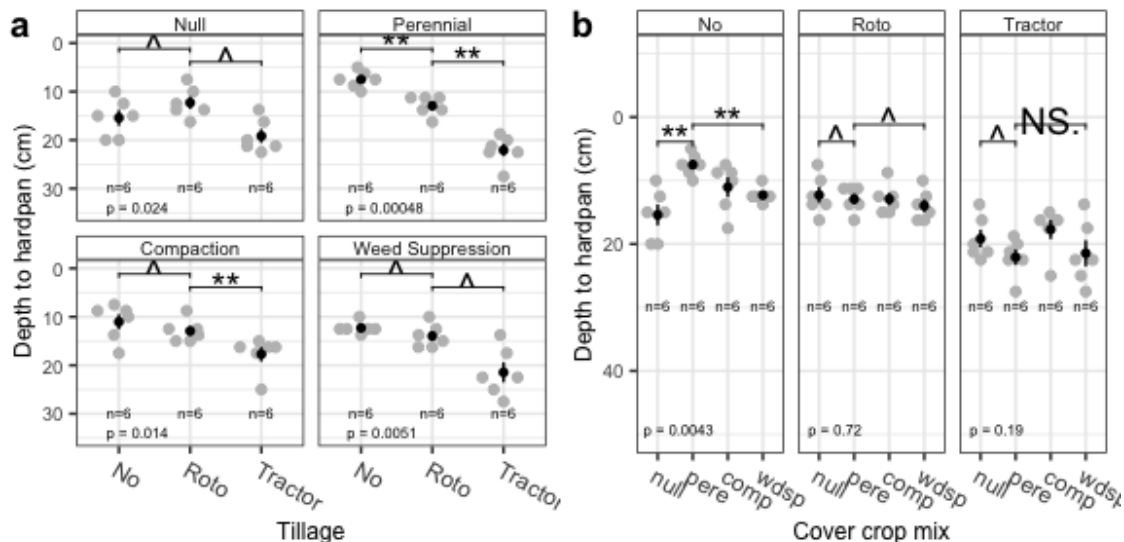 a
Null
Perennial
Depth to hardpan (cm)
0
10
20
30
^
^
n=6 n=6 n=6
p = 0.024
**
**
n=6 n=6 n=6
p = 0.00048
Compaction
Weed Suppression
0
10
20
30
^
**
n=6 n=6 n=6
p = 0.014
^
^
n=6 n=6 n=6
p = 0.0051
No Roto Tractor
No Roto Tractor
Tillage
b
No
Roto
Tractor
Depth to hardpan (cm)
0
20
40
**
**
n=6 n=6 n=6 n=6
p = 0.0043
^
^
n=6 n=6 n=6 n=6
p = 0.72
^
NS.
n=6 n=6 n=6 n=6
p = 0.19
null pere comp wdsp
null pere comp wdsp
null pere comp wdsp
Cover crop mix